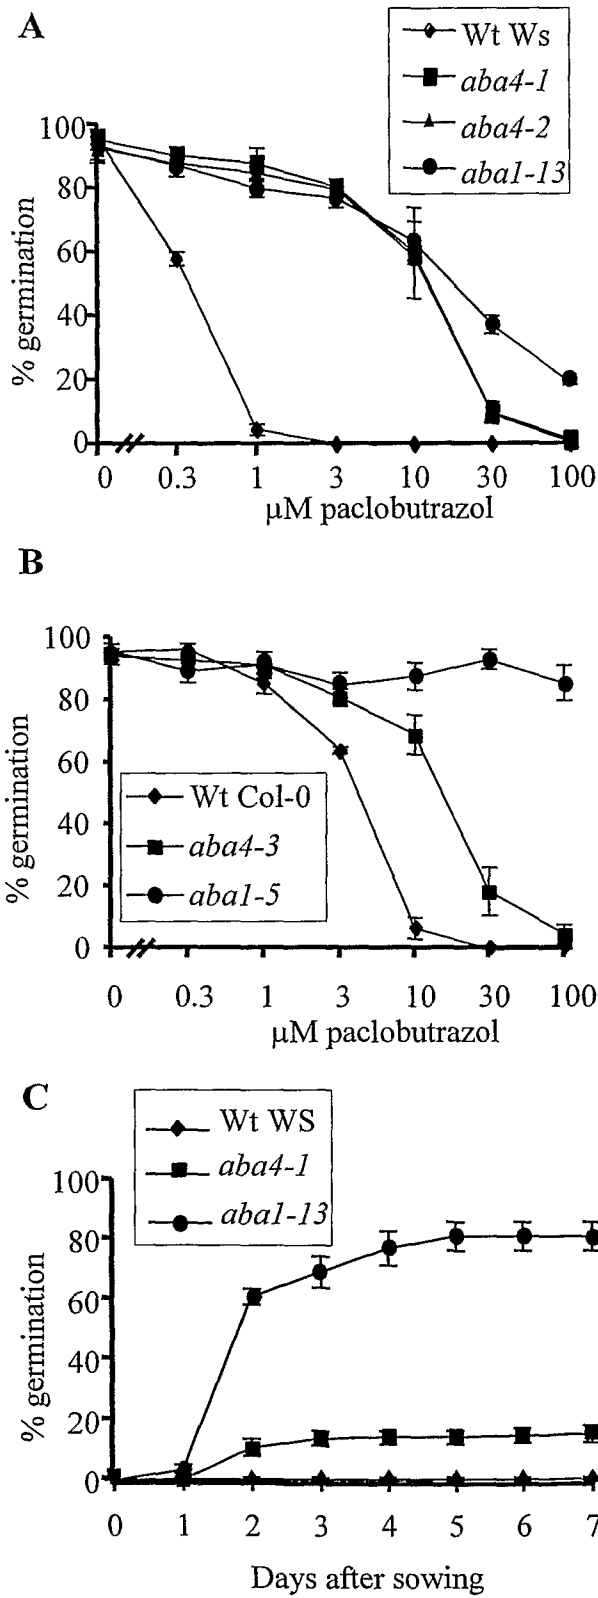 A
Wt Ws
aba4-1
aba4-2
aba1-13
100
80
60
40
20
0
% germination
0 0.3 1 3 10 30 100
µM paclobutrazol
B
100
80
60
40
20
0
% germination
Wt Col-0
aba4-3
aba1-5
0 0.3 1 3 10 30 100
µM paclobutrazol
C
Wt WS
aba4-1
aba1-13
100
80
60
40
20
0
% germination
0 1 2 3 4 5 6 7
Days after sowing